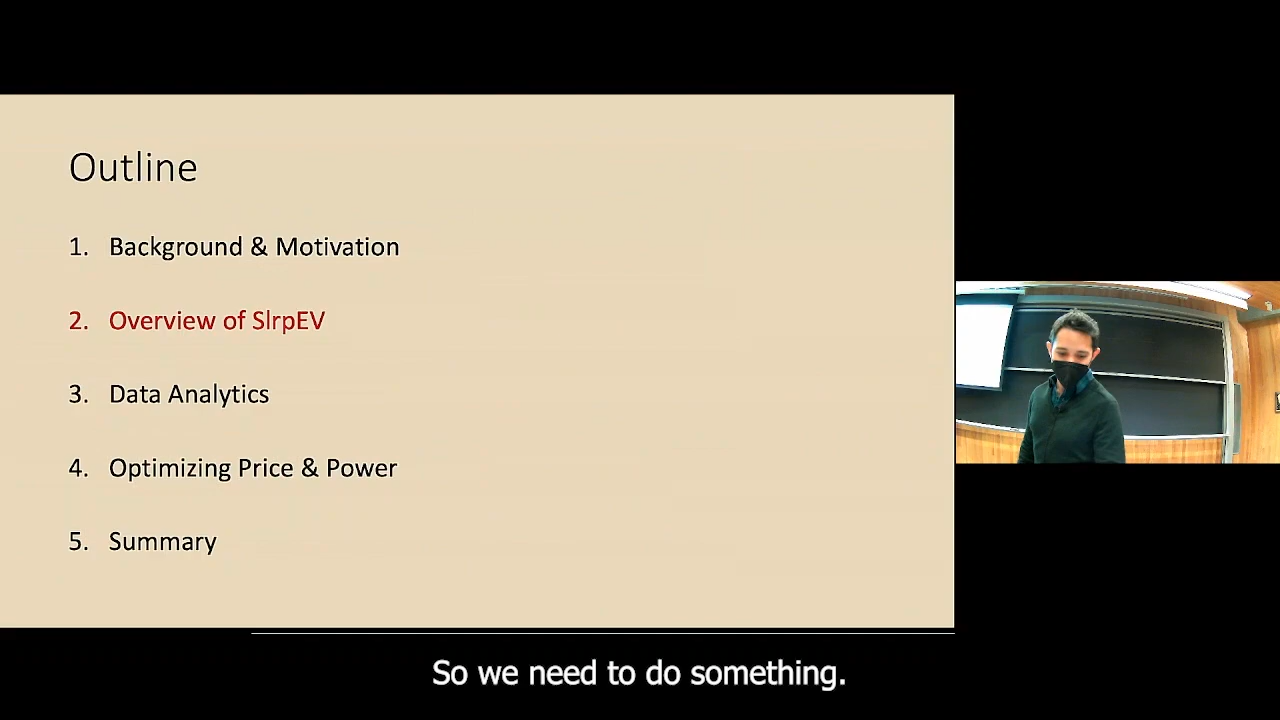 Outline
1. Background & Motivation
2. Overview of SlrpEV
3. Data Analytics
4. Optimizing Price & Power
5. Summary
So we need to do something.